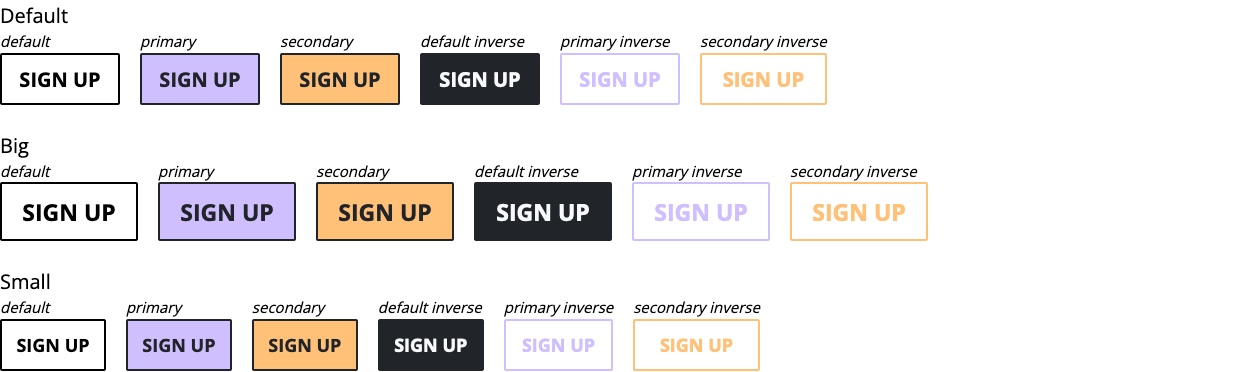 Default
default primary secondary default inverse primary inverse secondary inverse
SIGN UP SIGN UP SIGN UP SIGN UP SIGN UP SIGN UP
Big
default primary secondary default inverse primary inverse secondary inverse
SIGN UP SIGN UP SIGN UP SIGN UP SIGN UP SIGN UP
Small
default primary secondary default inverse primary inverse secondary inverse
SIGN UP SIGN UP SIGN UP SIGN UP SIGN UP SIGN UP